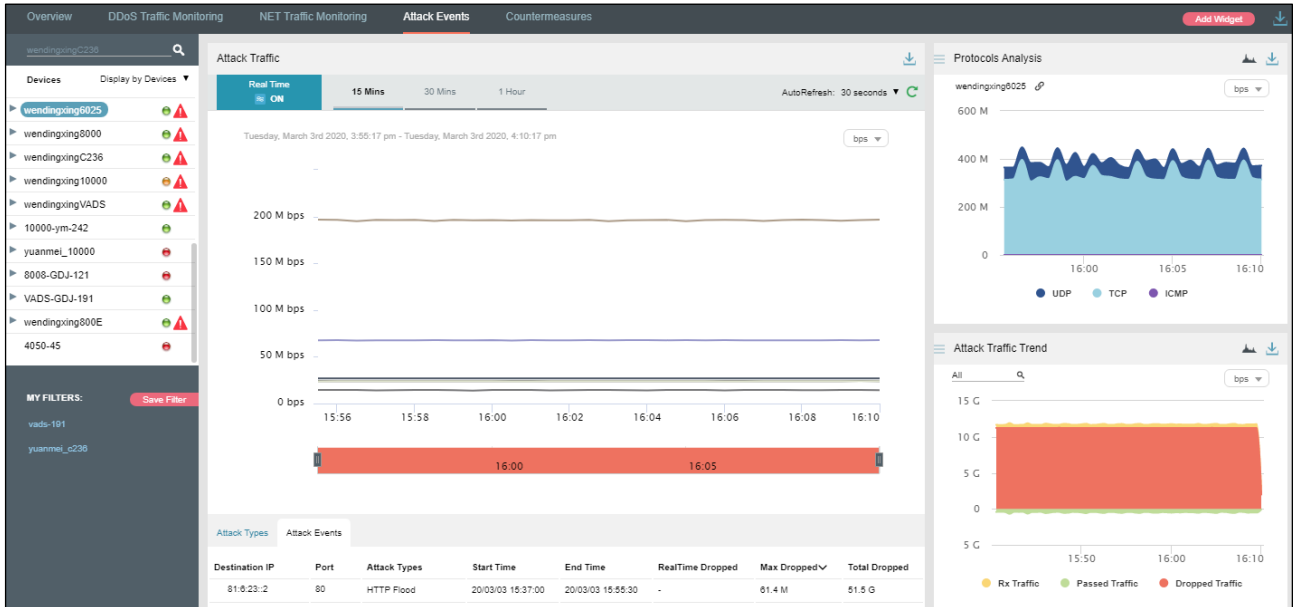 Overview DDoS Traffic Monitoring NET Traffic Monitoring Attack Events Countermeasures Add Widget
wendingxingC236
Devices Display by Devices
wendingxing6025
wendingxing8000
wendingxingC236
wendingxing10000
wendingxingVADS
10000-ym-242
yuanmei_10000
8008-GDJ-121
VADS-GDJ-191
wendingxing800E
4050-45
MY FILTERS: Save Filter
vads-191
yuanmei_c236
Attack Traffic
Real Time
ON
15 Mins 30 Mins 1 Hour AutoRefresh: 30 seconds
Tuesday, March 3rd 2020, 3:55:17 pm - Tuesday, March 3rd 2020, 4:10:17 pm bps
200 M bps
150 M bps
100 M bps
50 M bps
0 bps
15:56 15:58 16:00 16:02 16:04 16:06 16:08 16:10
16:00 16:05
Attack Types Attack Events
Destination IP Port Attack Types Start Time End Time RealTime Dropped Max Dropped Total Dropped
81:6:23::2 80 HTTP Flood 20/03/03 15:37:00 20/03/03 15:55:30 - 61.4 M 51.5 G
Protocols Analysis
wendingxing6025 bps
600 M
400 M
200 M
0
16:00 16:05 16:10
UDP TCP ICMP
Attack Traffic Trend
All bps
15 G
10 G
5 G
0
5 G
15:50 16:00 16:10
Rx Traffic Passed Traffic Dropped Traffic